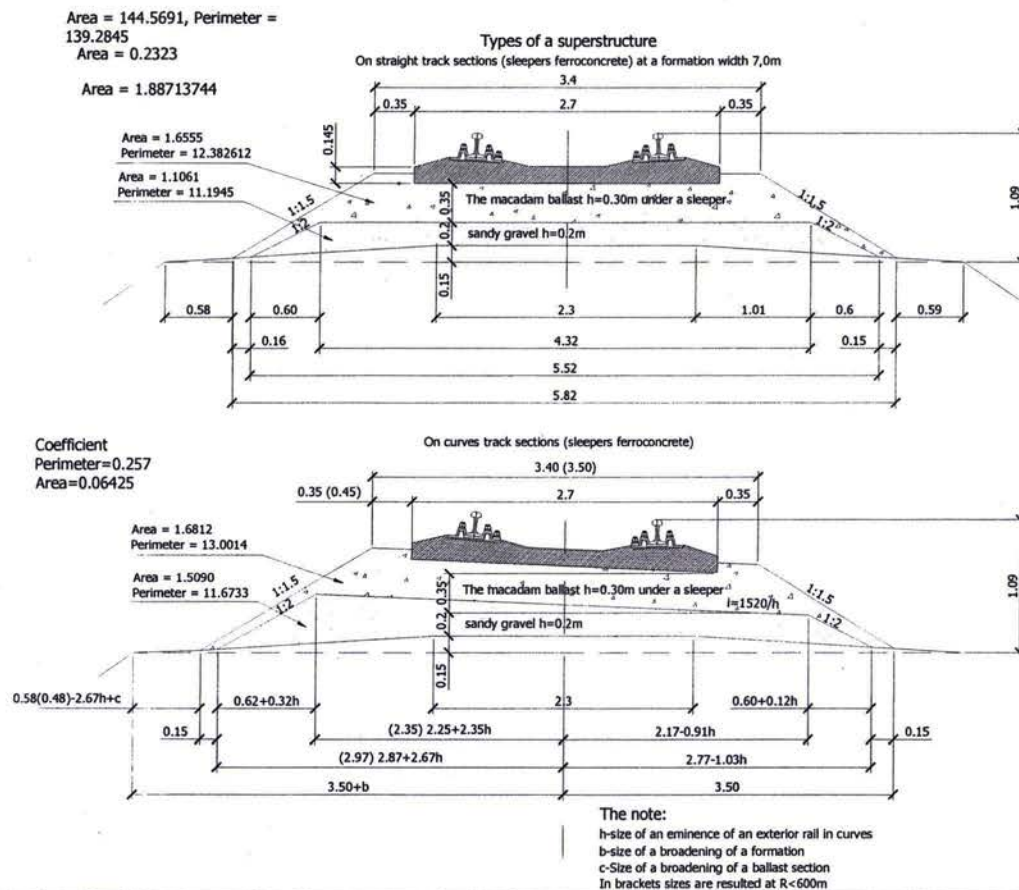 Area = 144.5691, Perimeter =
139.2845
Area = 0.2323
Area = 1.88713744
Types of a superstructure
On straight track sections (sleepers ferroconcrete) at a formation width 7,0m
3.4
0.35
2.7
0.35
0.145
Area = 1.6555
Perimeter = 12.382612
Area = 1.1061
Perimeter = 11.1945
1:1.5
1:2
0.35
The macadam ballast h=0.30m under a sleeper
1:1.5
1:2
1.09
0.2
sandy gravel h=0.2m
0.15
0.58
0.60
2.3
1.01
0.6
0.59
0.16
4.32
0.15
5.52
5.82
Coefficient
Perimeter=0.257
Area=0.06425
On curves track sections (sleepers ferroconcrete)
3.40 (3.50)
0.35 (0.45)
2.7
0.35
Area = 1.6812
Perimeter = 13.0014
Area = 1.5090
Perimeter = 11.6733
1:1.5
1:2
0.35
The macadam ballast h=0.30m under a sleeper
i=1520/h
1:1.5
1:2
1.09
0.2
sandy gravel h=0.2m
0.15
0.58(0.48)-2.67h+c
0.62+0.32h
2.3
0.60+0.12h
0.15
(2.35) 2.25+2.35h
2.17-0.91h
0.15
(2.97) 2.87+2.67h
2.77-1.03h
3.50+b
3.50
The note:
h-size of an eminence of an exterior rail in curves
b-size of a broadening of a formation
c-Size of a broadening of a ballast section
In brackets sizes are resulted at R<600m